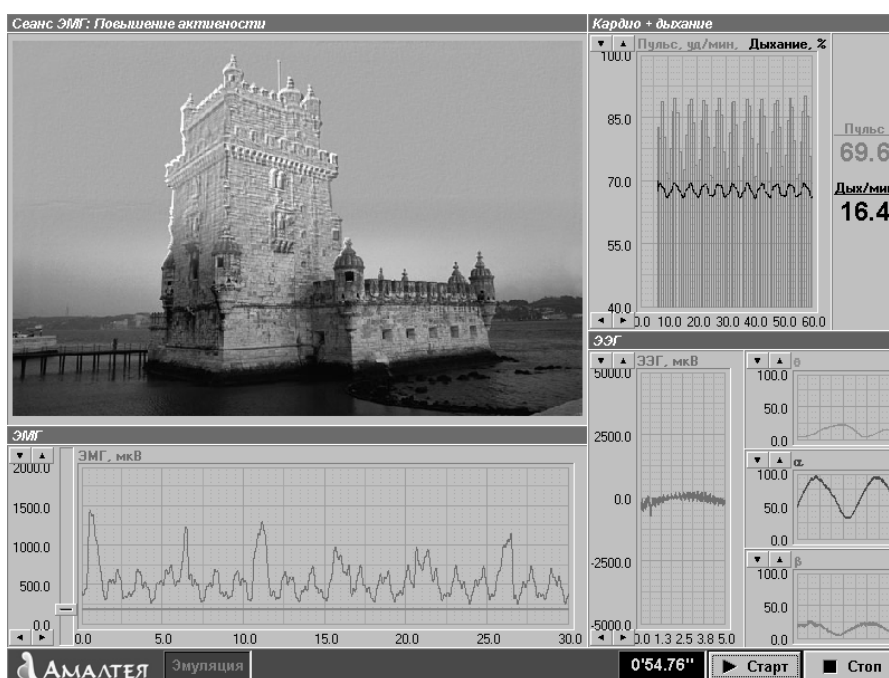 Сеанс ЭМГ: Повышение активности
Кардио + дыхание
Пульс, уд/мин, Дыхание, %
100.0
85.0
70.0
55.0
40.0
0.0 10.0 20.0 30.0 40.0 50.0 60.0
Пульс
69.6
Дых/мин
16.4
ЭЭГ
ЭЭГ, мкВ
5000.0
2500.0
0.0
-2500.0
-5000.0
0.0 1.3 2.5 3.8 5.0
θ
100.0
50.0
0.0
α
100.0
50.0
0.0
β
100.0
50.0
0.0
ЭМГ
ЭМГ, мкВ
2000.0
1500.0
1000.0
500.0
0.0
0.0 5.0 10.0 15.0 20.0 25.0 30.0
АМАЛТЕЯ
Эмуляция
0'54.76''
Старт
Стоп